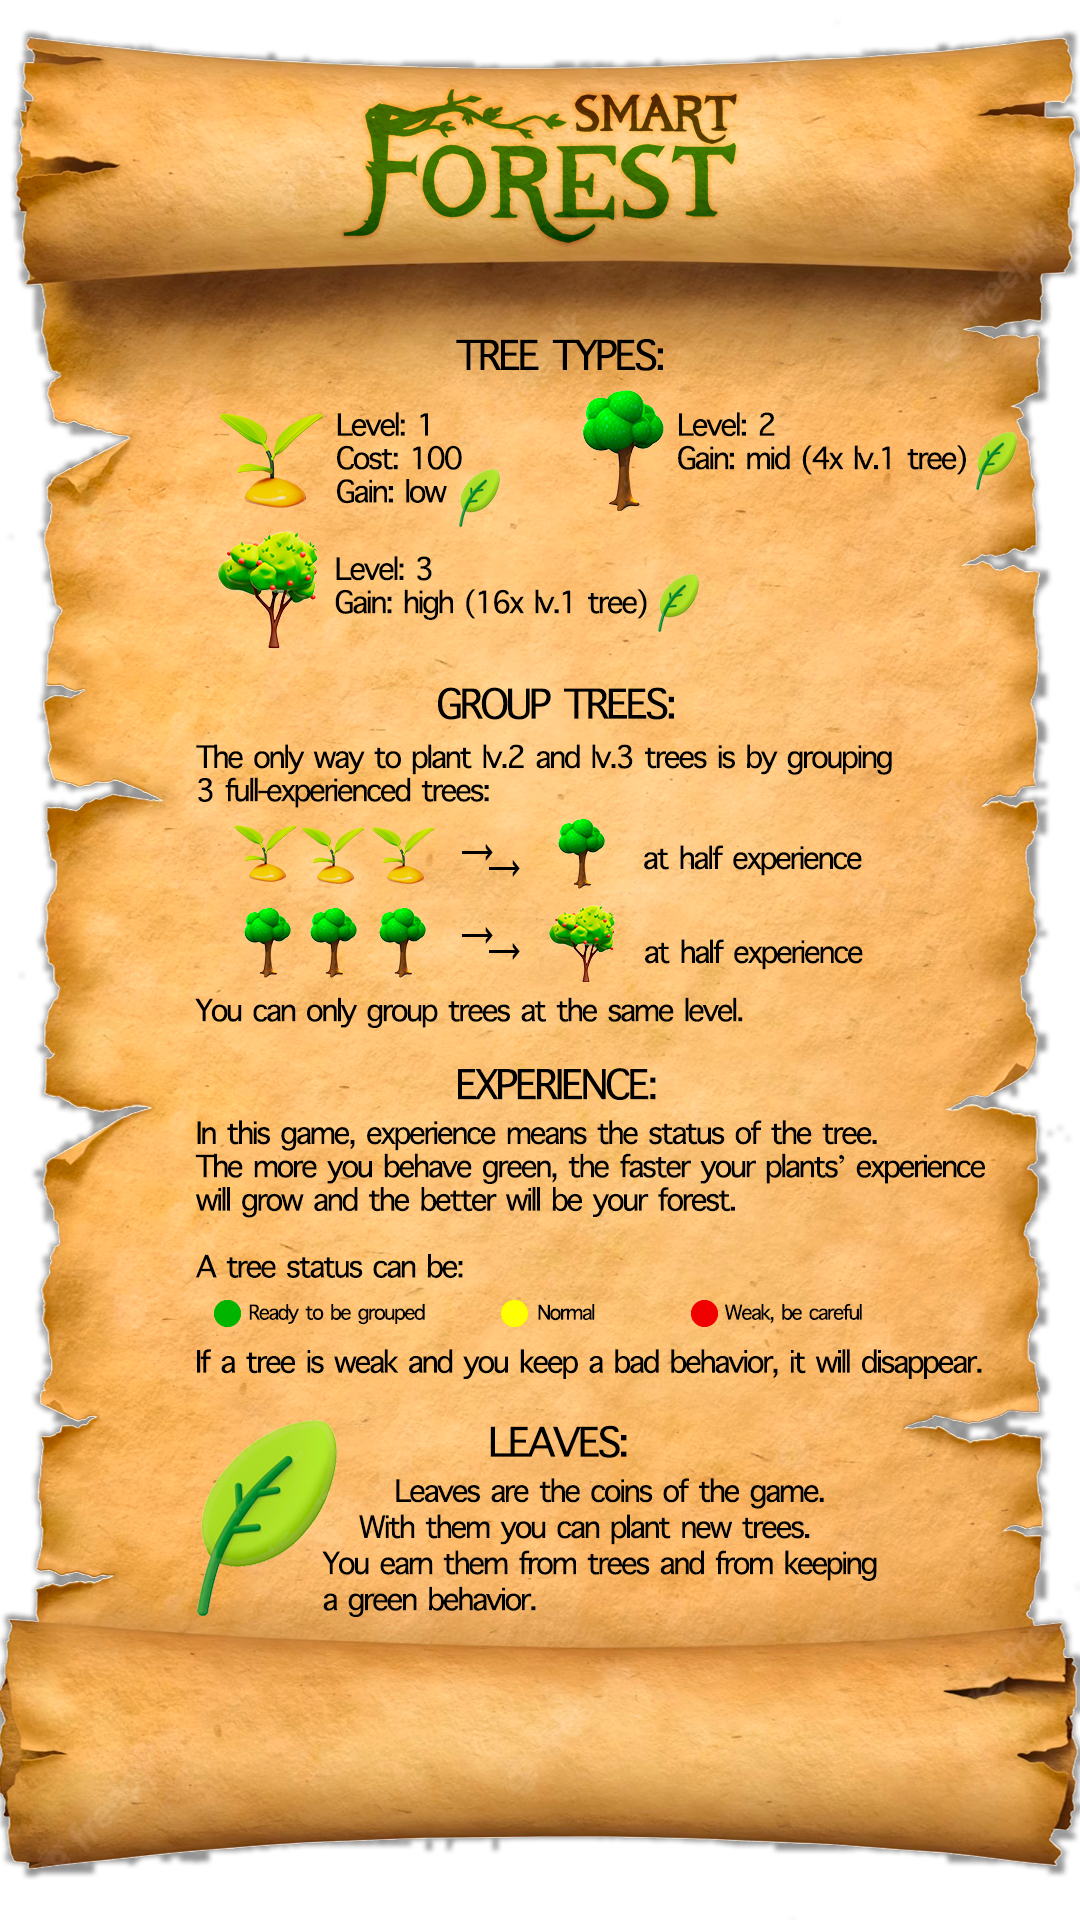 SMART
FOREST
TREE TYPES:
Level: 1
Cost: 100
Gain: low
Level: 2
Gain: mid (4x lv.1 tree)
Level: 3
Gain: high (16x lv.1 tree)
GROUP TREES:
The only way to plant lv.2 and lv.3 trees is by grouping
3 full-experienced trees:
at half experience
at half experience
You can only group trees at the same level.
EXPERIENCE:
In this game, experience means the status of the tree.
The more you behave green, the faster your plants’ experience
will grow and the better will be your forest.
A tree status can be:
Ready to be grouped
Normal
Weak, be careful
If a tree is weak and you keep a bad behavior, it will disappear.
LEAVES:
Leaves are the coins of the game.
With them you can plant new trees.
You earn them from trees and from keeping
a green behavior.